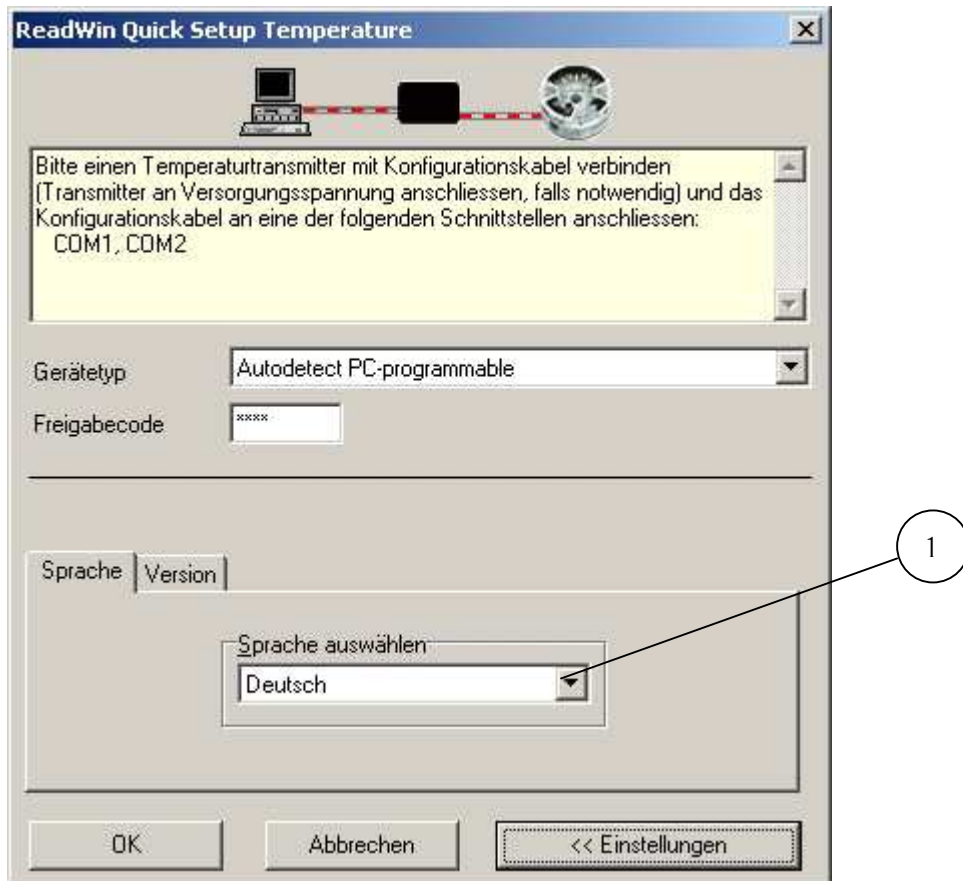 ReadWin Quick Setup Temperature
Bitte einen Temperaturtransmitter mit Konfigurationskabel verbinden
(Transmitter an Versorgungsspannung anschliessen, falls notwendig) und das
Konfigurationskabel an eine der folgenden Schnittstellen anschliessen:
COM1, COM2
Gerätetyp Autodetect PC-programmable
Freigabecode ****
1
Sprache Version
Sprache auswählen
Deutsch
OK Abbrechen << Einstellungen